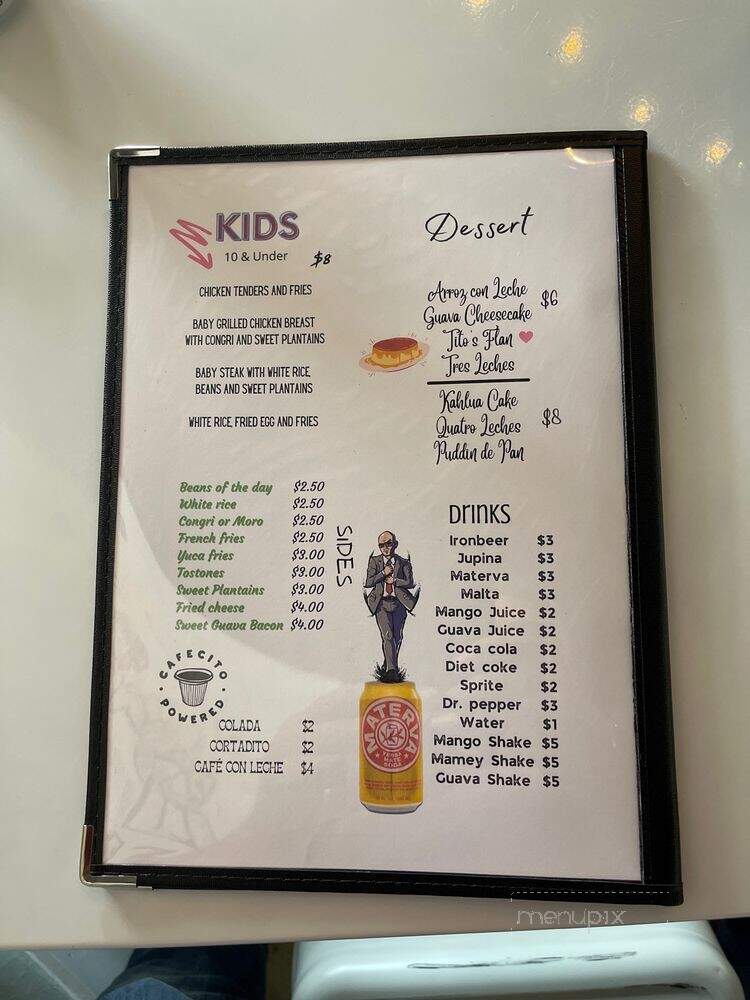 KIDS
10 & Under $8
CHICKEN TENDERS AND FRIES
BABY GRILLED CHICKEN BREAST
WITH CONGRI AND SWEET PLANTAINS
BABY STEAK WITH WHITE RICE
BEANS AND SWEET PLANTAINS
WHITE RICE, FRIED EGG AND FRIES
Dessert
Arroz con Leche $6
Guava Cheesecake
Tito's Flan
Tres Leches
Kahlua Cake
Quatro Leches $8
Puddin de Pan
SIDES
Beans of the day $2.50
White rice $2.50
Congri or Moro $2.50
French fries $2.50
Yuca fries $3.00
Tostones $3.00
Sweet Plantains $3.00
Fried cheese $4.00
Sweet Guava Bacon $4.00
CAFECITO
POWERED
COLADA $2
CORTADITO $2
CAFÉ CON LECHE $4
DRINKS
Ironbeer $3
Jupina $3
Materva $3
Malta $3
Mango Juice $2
Guava Juice $2
Coca cola $2
Diet coke $2
Sprite $2
Dr. pepper $3
Water $1
Mango Shake $5
Mamey Shake $5
Guava Shake $5
MATERVA
YERBA
MATE
SODA
menupix